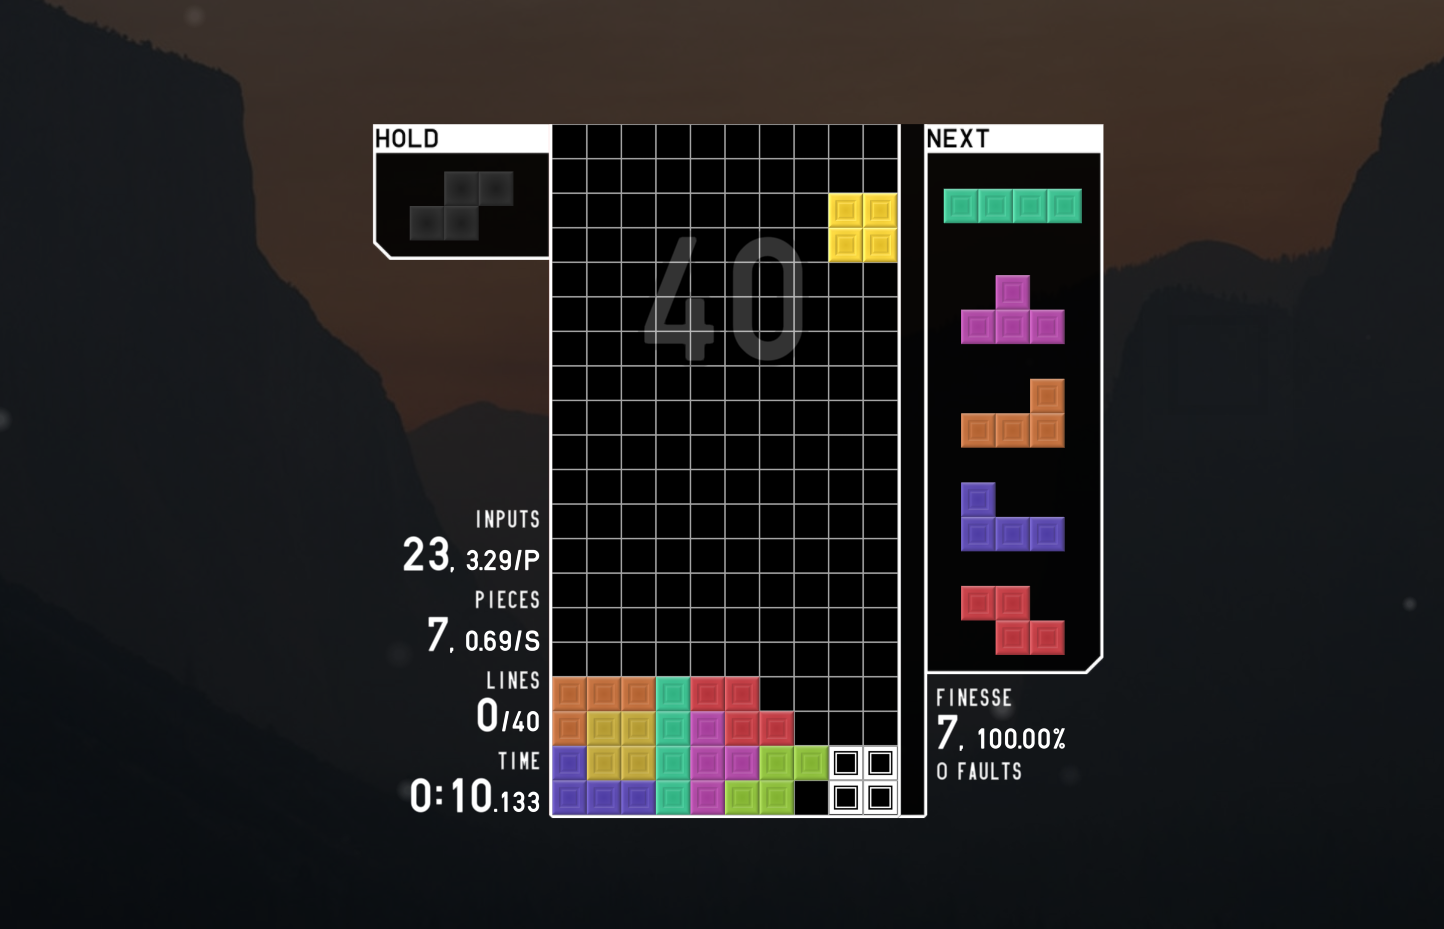 HOLD
NEXT
40
INPUTS
23, 3.29/P
PIECES
7, 0.69/S
LINES
0/40
TIME
0:10.133
FINESSE
7, 100.00%
0 FAULTS